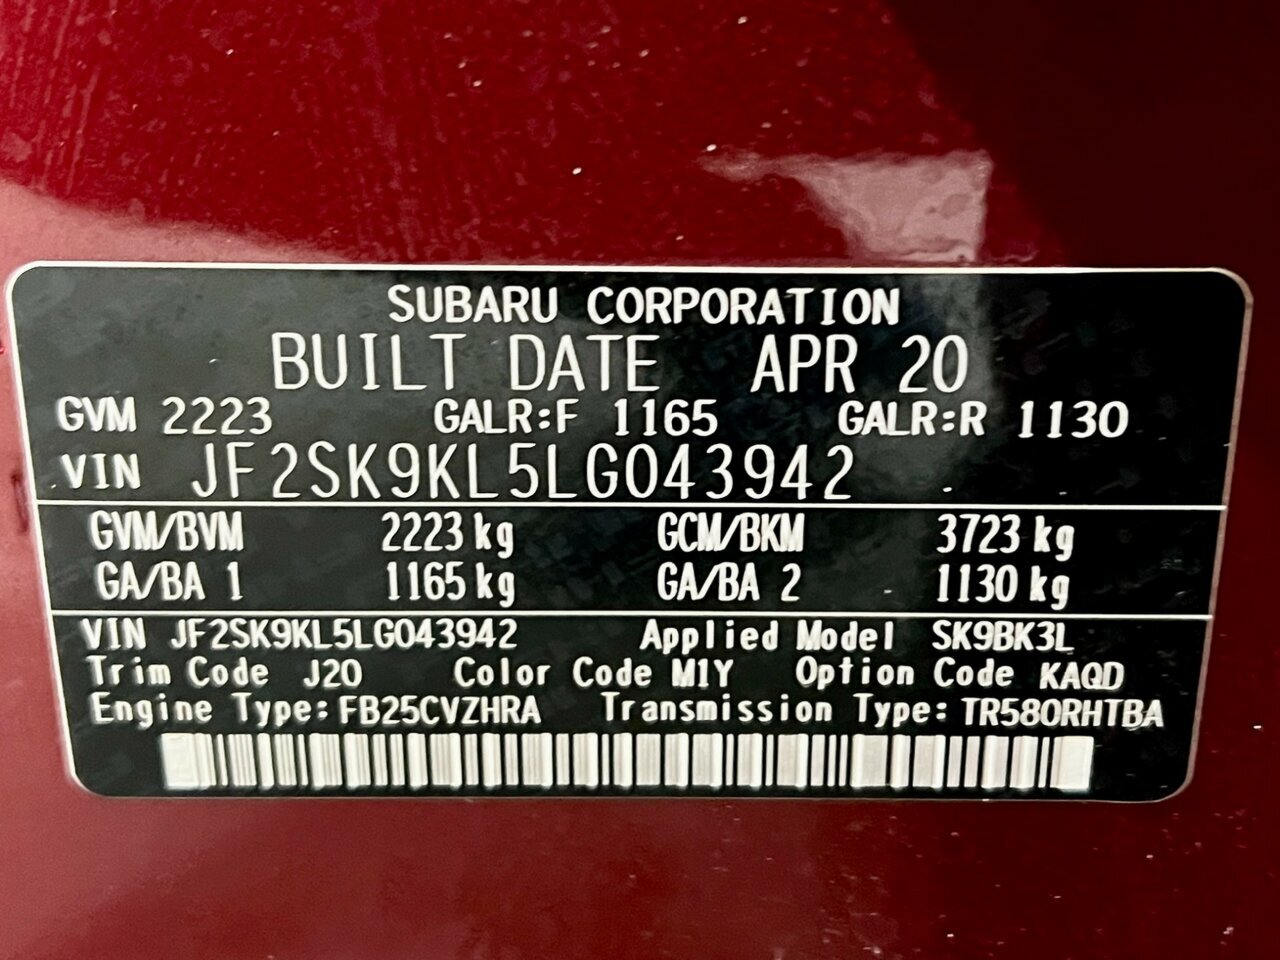 SUBARU CORPORATION
BUILT DATE APR 20
GVM 2223 GALR:F 1165 GALR:R 1130
VIN JF2SK9KL5LG043942
GVM/BVM 2223 kg GCM/BKM 3723 kg
GA/BA 1 1165 kg GA/BA 2 1130 kg
VIN JF2SK9KL5LG043942 Applied Model SK9BK3L
Trim Code J20 Color Code M1Y Option Code KAQD
Engine Type: FB25CVZHRA Transmission Type: TR580RHTBA